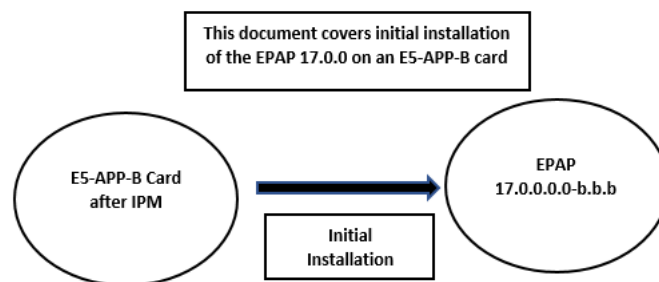 This document covers initial installation
of the EPAP 17.0.0 on an E5-APP-B card
E5-APP-B Card
after IPM
EPAP
17.0.0.0.0-b.b.b
Initial
Installation